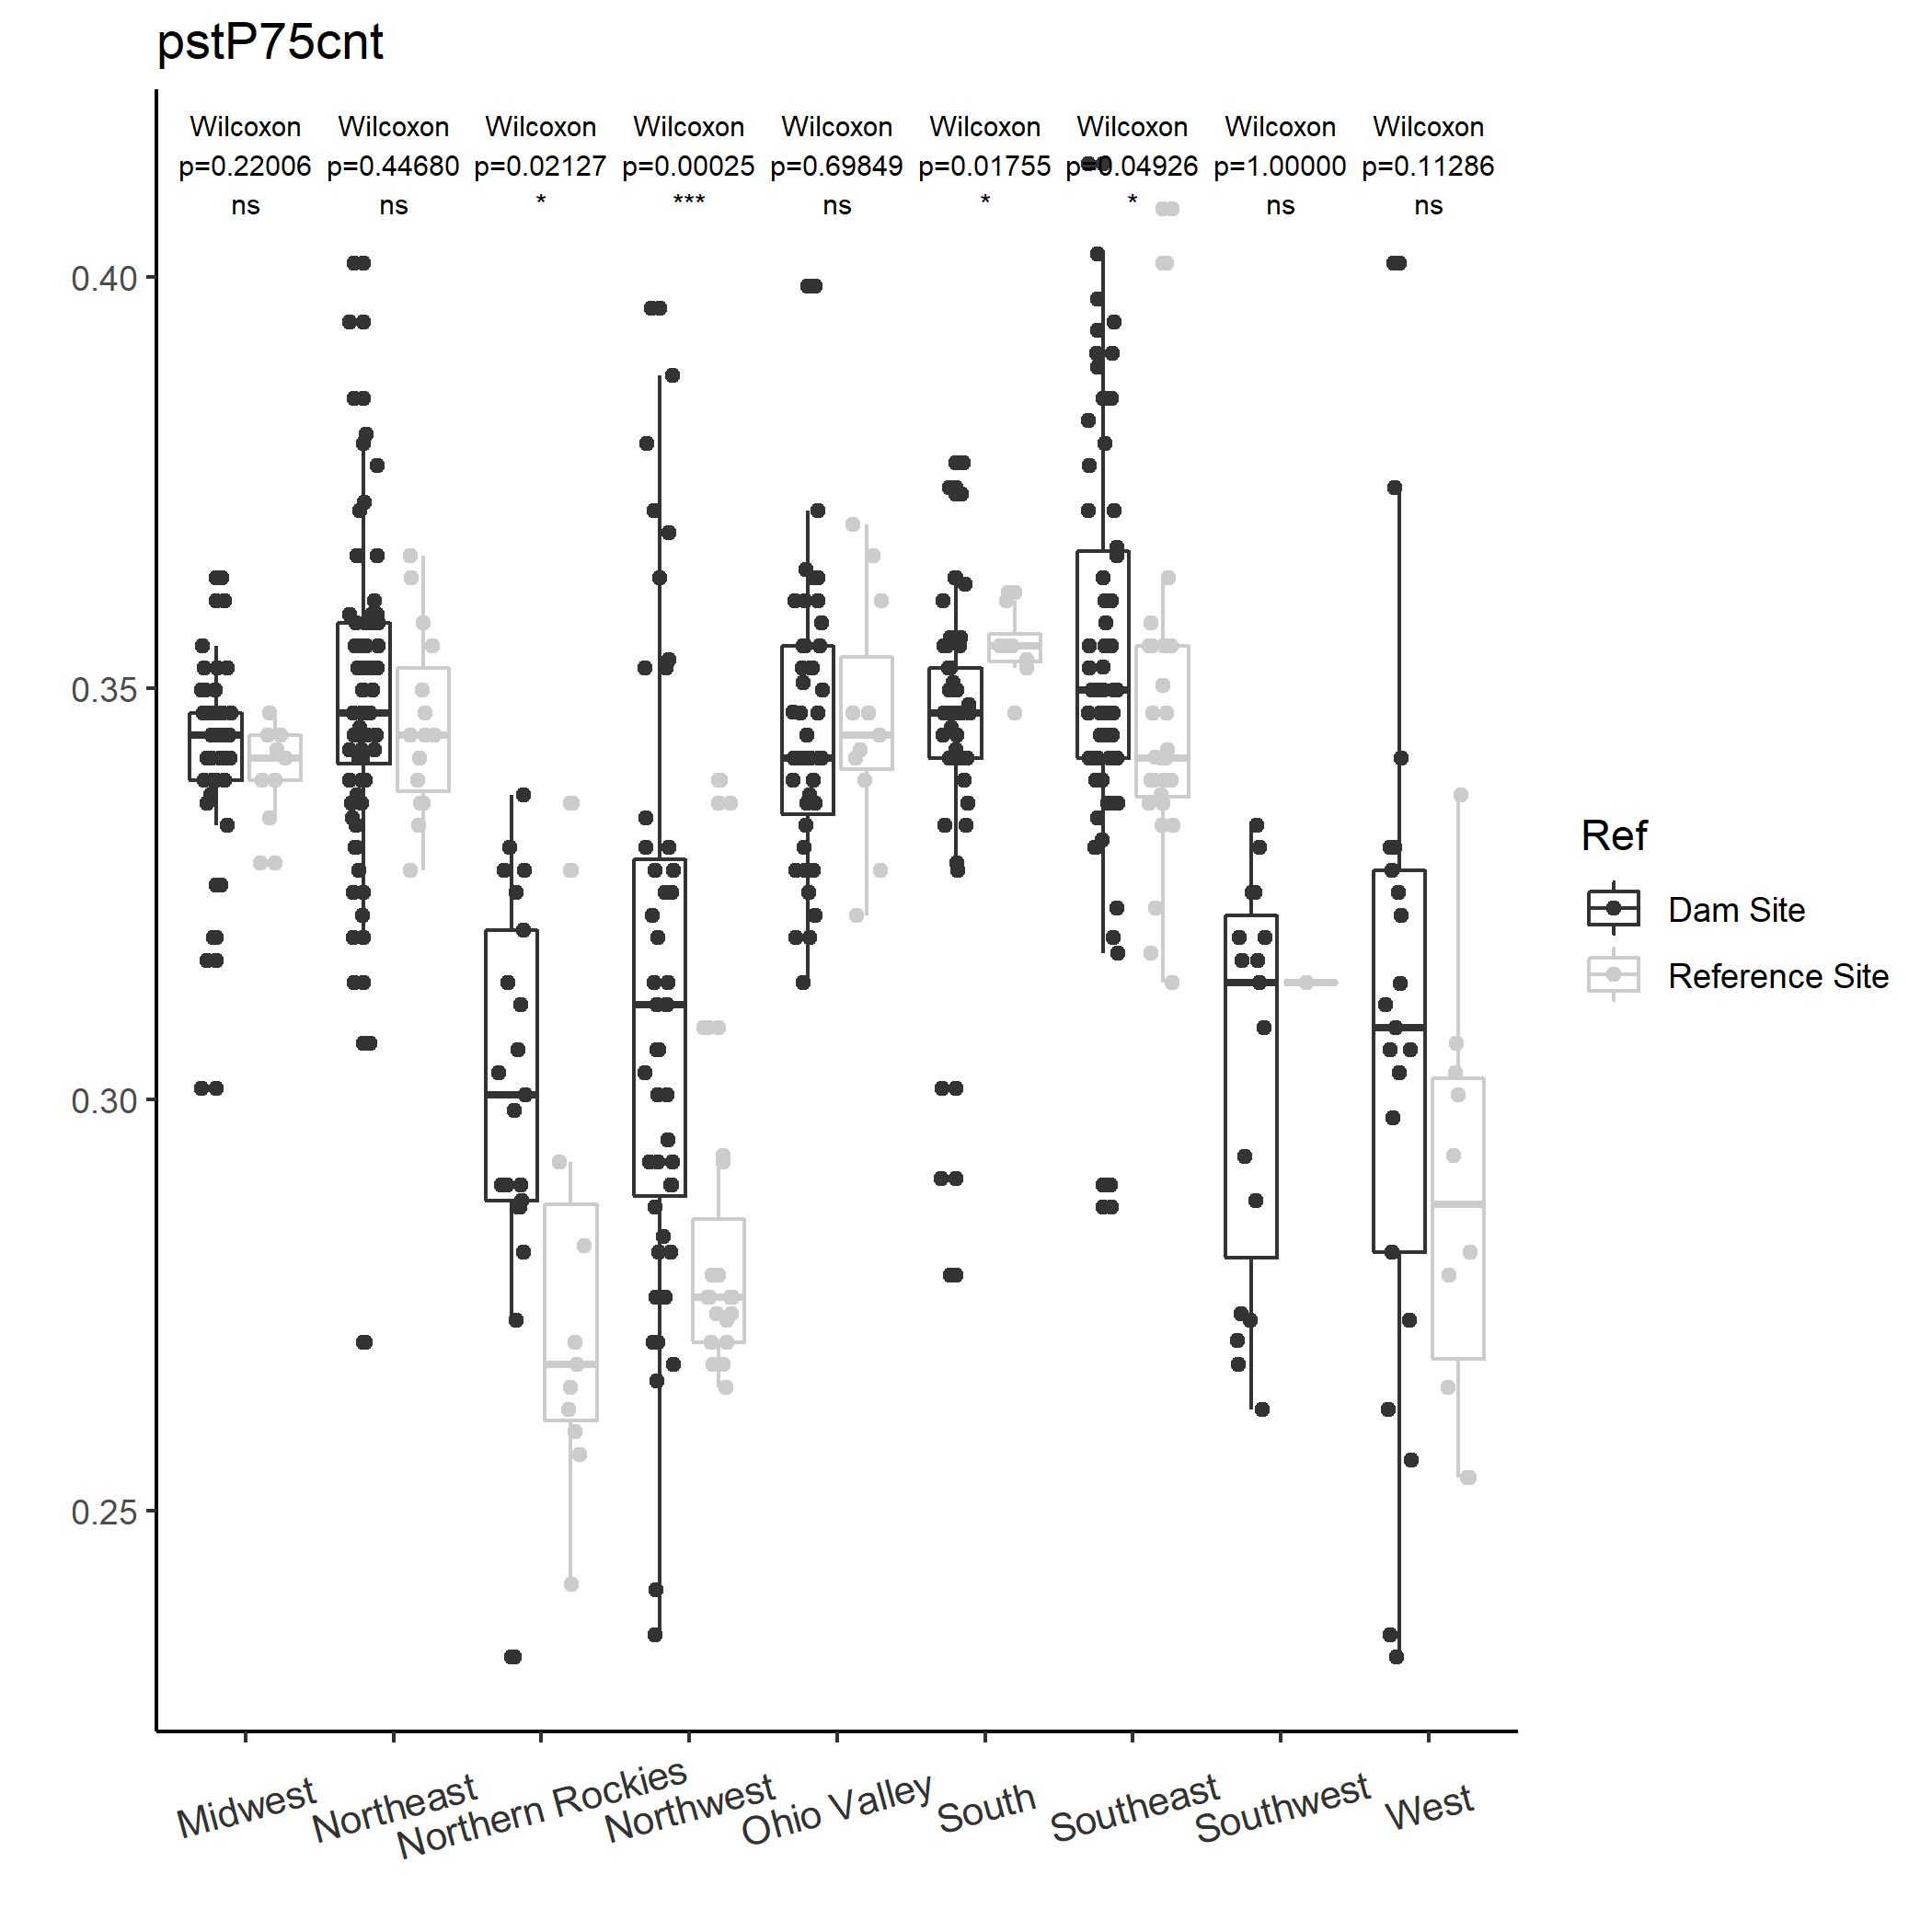 pstP75cnt
Wilcoxon Wilcoxon Wilcoxon Wilcoxon Wilcoxon Wilcoxon Wilcoxon Wilcoxon Wilcoxon
p=0.22006 p=0.44680 p=0.02127 p=0.00025 p=0.69849 p=0.01755 p=0.04926 p=1.00000 p=0.11286
ns ns * *** ns * * ns ns
0.40
0.35
0.30
0.25
Ref
Dam Site
Reference Site
Midwest Northeast Northern Rockies Northwest Ohio Valley South Southeast Southwest West